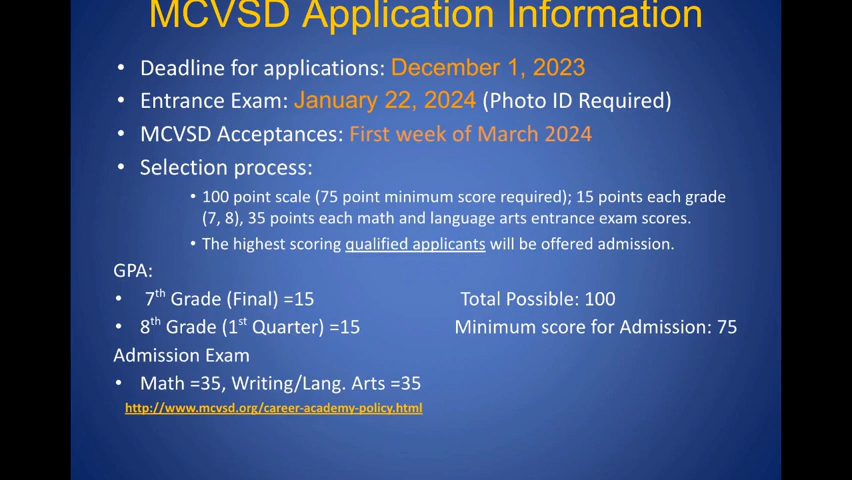 MCVSD Application Information
• Deadline for applications: December 1, 2023
• Entrance Exam: January 22, 2024 (Photo ID Required)
• MCVSD Acceptances: First week of March 2024
• Selection process:
• 100 point scale (75 point minimum score required); 15 points each grade
(7, 8), 35 points each math and language arts entrance exam scores.
• The highest scoring qualified applicants will be offered admission.
GPA:
• 7th Grade (Final) =15 Total Possible: 100
• 8th Grade (1st Quarter) =15 Minimum score for Admission: 75
Admission Exam
• Math =35, Writing/Lang. Arts =35
http://www.mcvsd.org/career-academy-policy.html